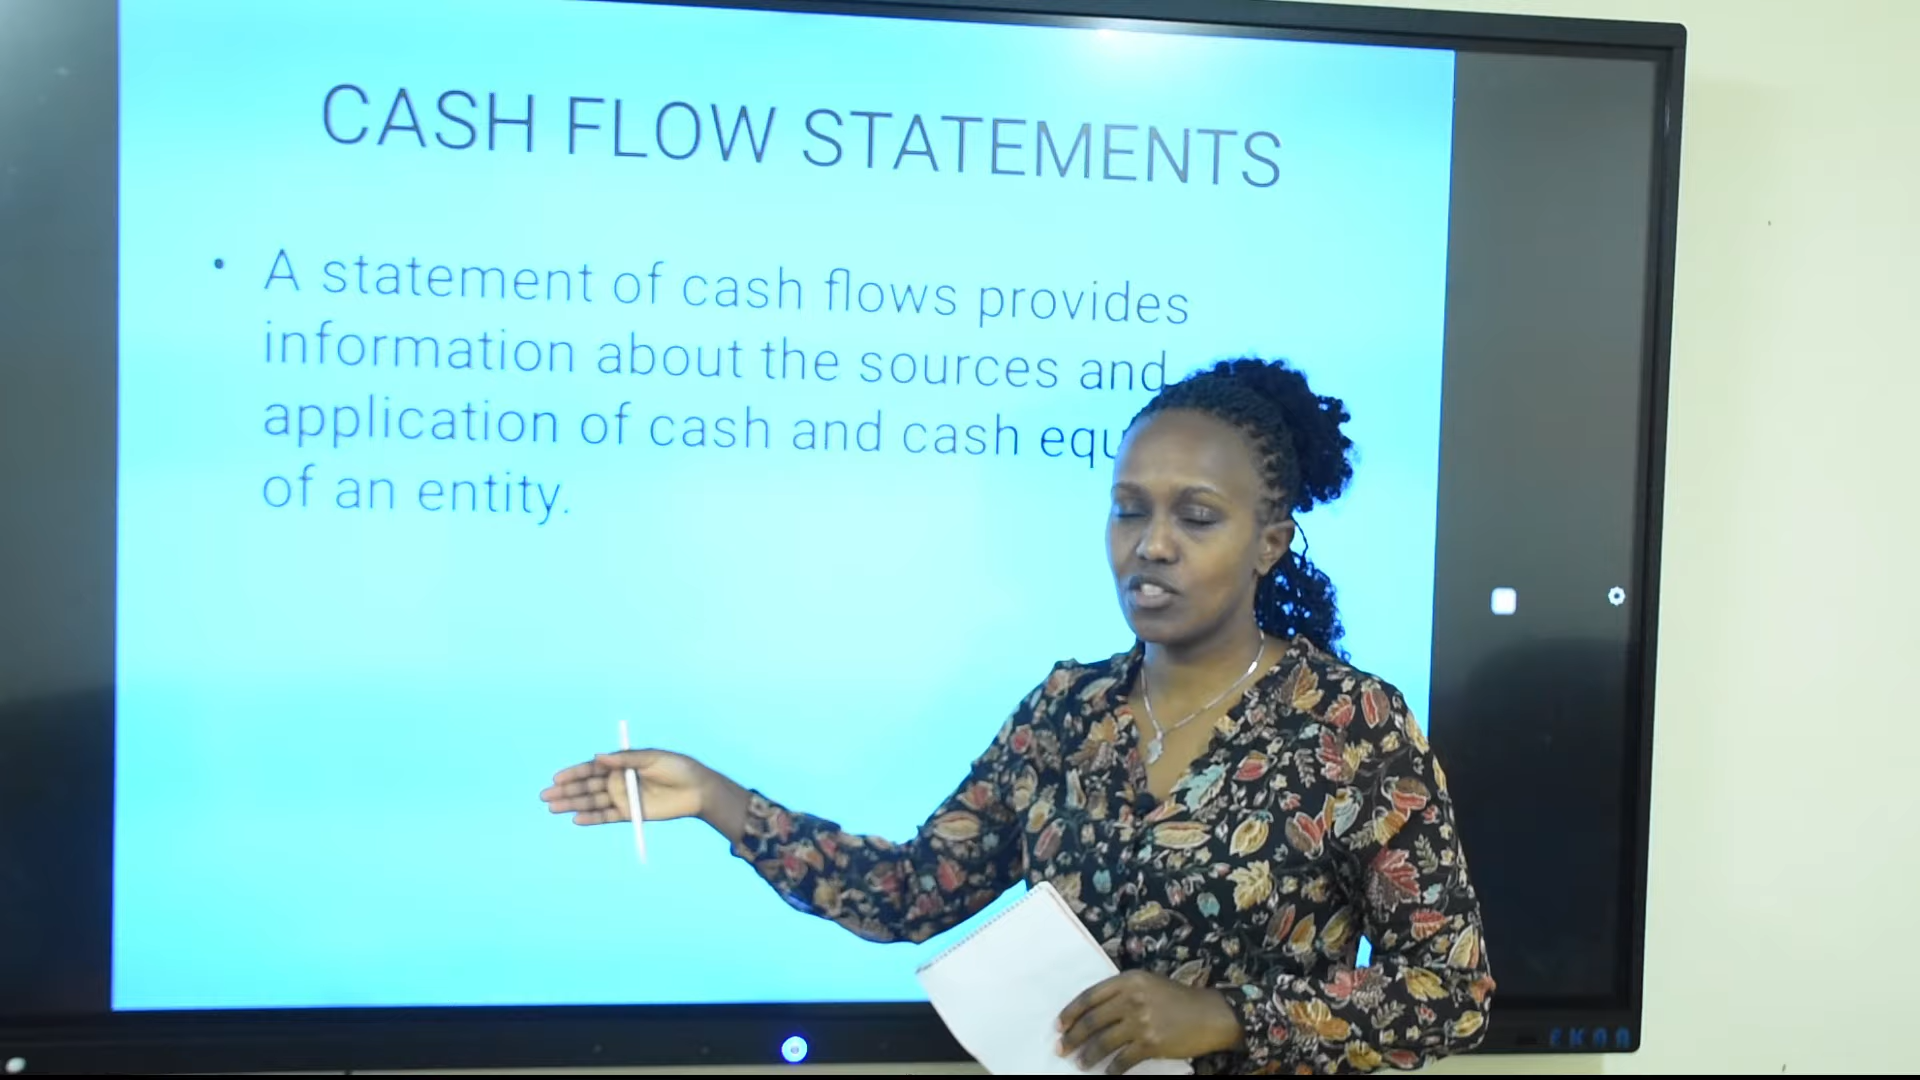 CASH FLOW STATEMENTS
• A statement of cash flows provides
information about the sources and
application of cash and cash equ
of an entity.